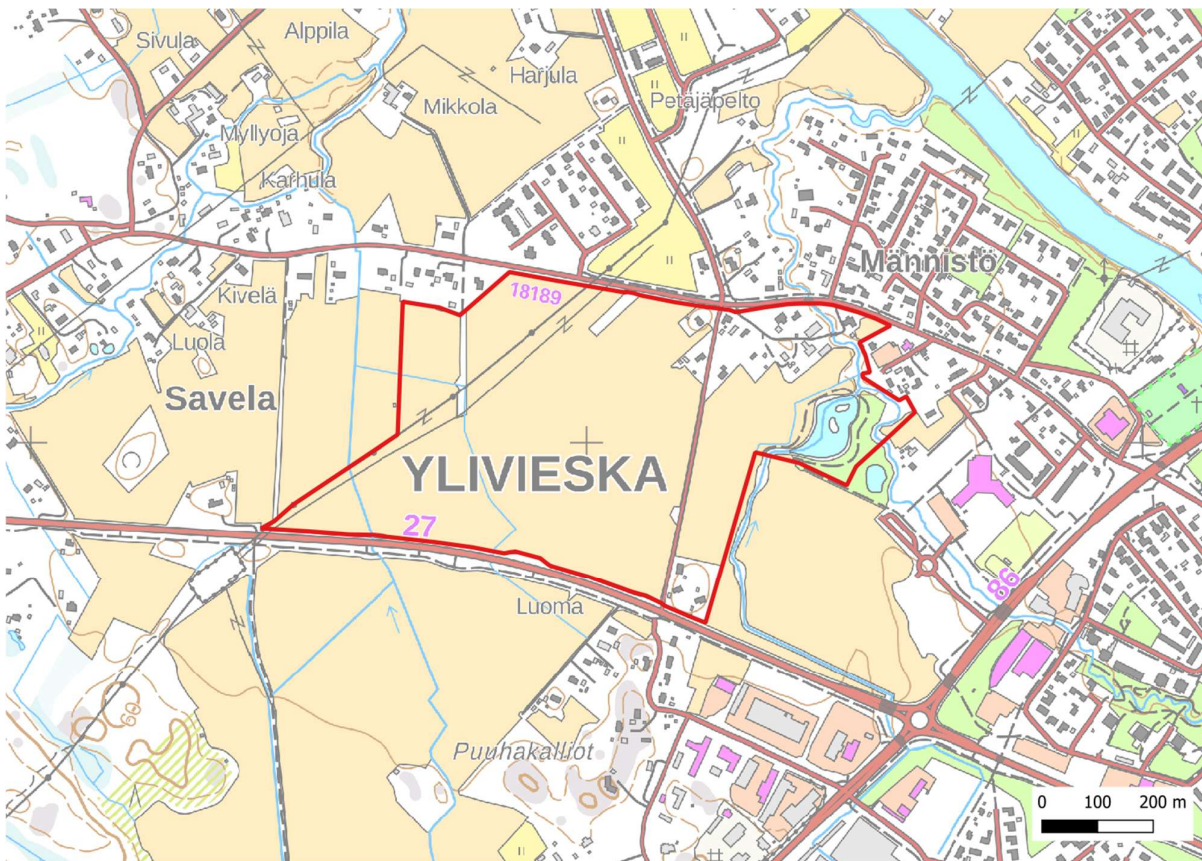 Sivula
Alppila
Harjula
Mikkola
Petäjäpelto
Myllyoja
Karhula
Männistö
Kivelä
18189
Luola
Savela
YLIVIESKA
27
86
Luoma
Puuhakalliot
0 100 200 m